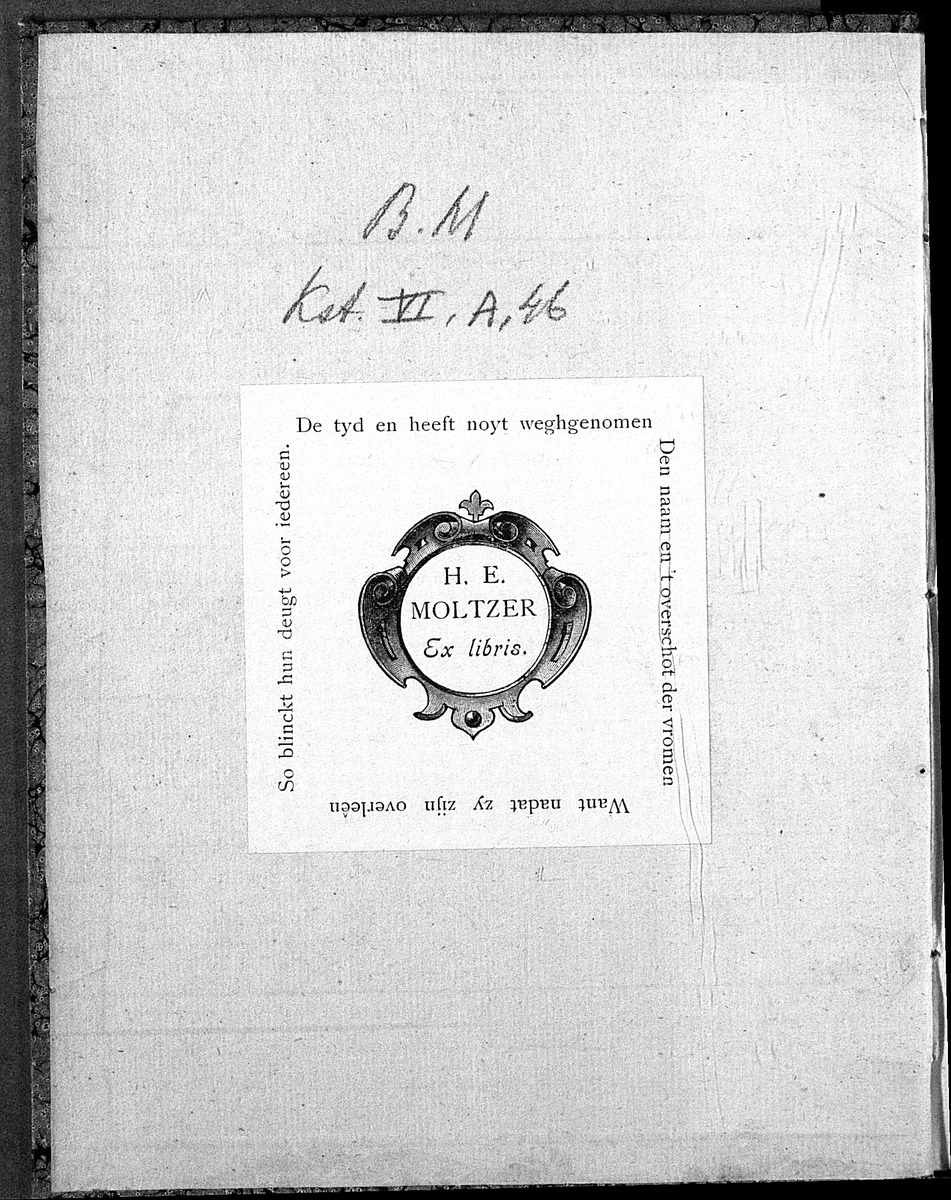 B. M
Kst. VI, A, 46
De tyd en heeft noyt weghgenomen
Den naam en 't overschot der vromen
Want nadat zy zijn overleên
So blinckt hun deugt voor iedereen.
H. E.
MOLTZER
Ex libris.